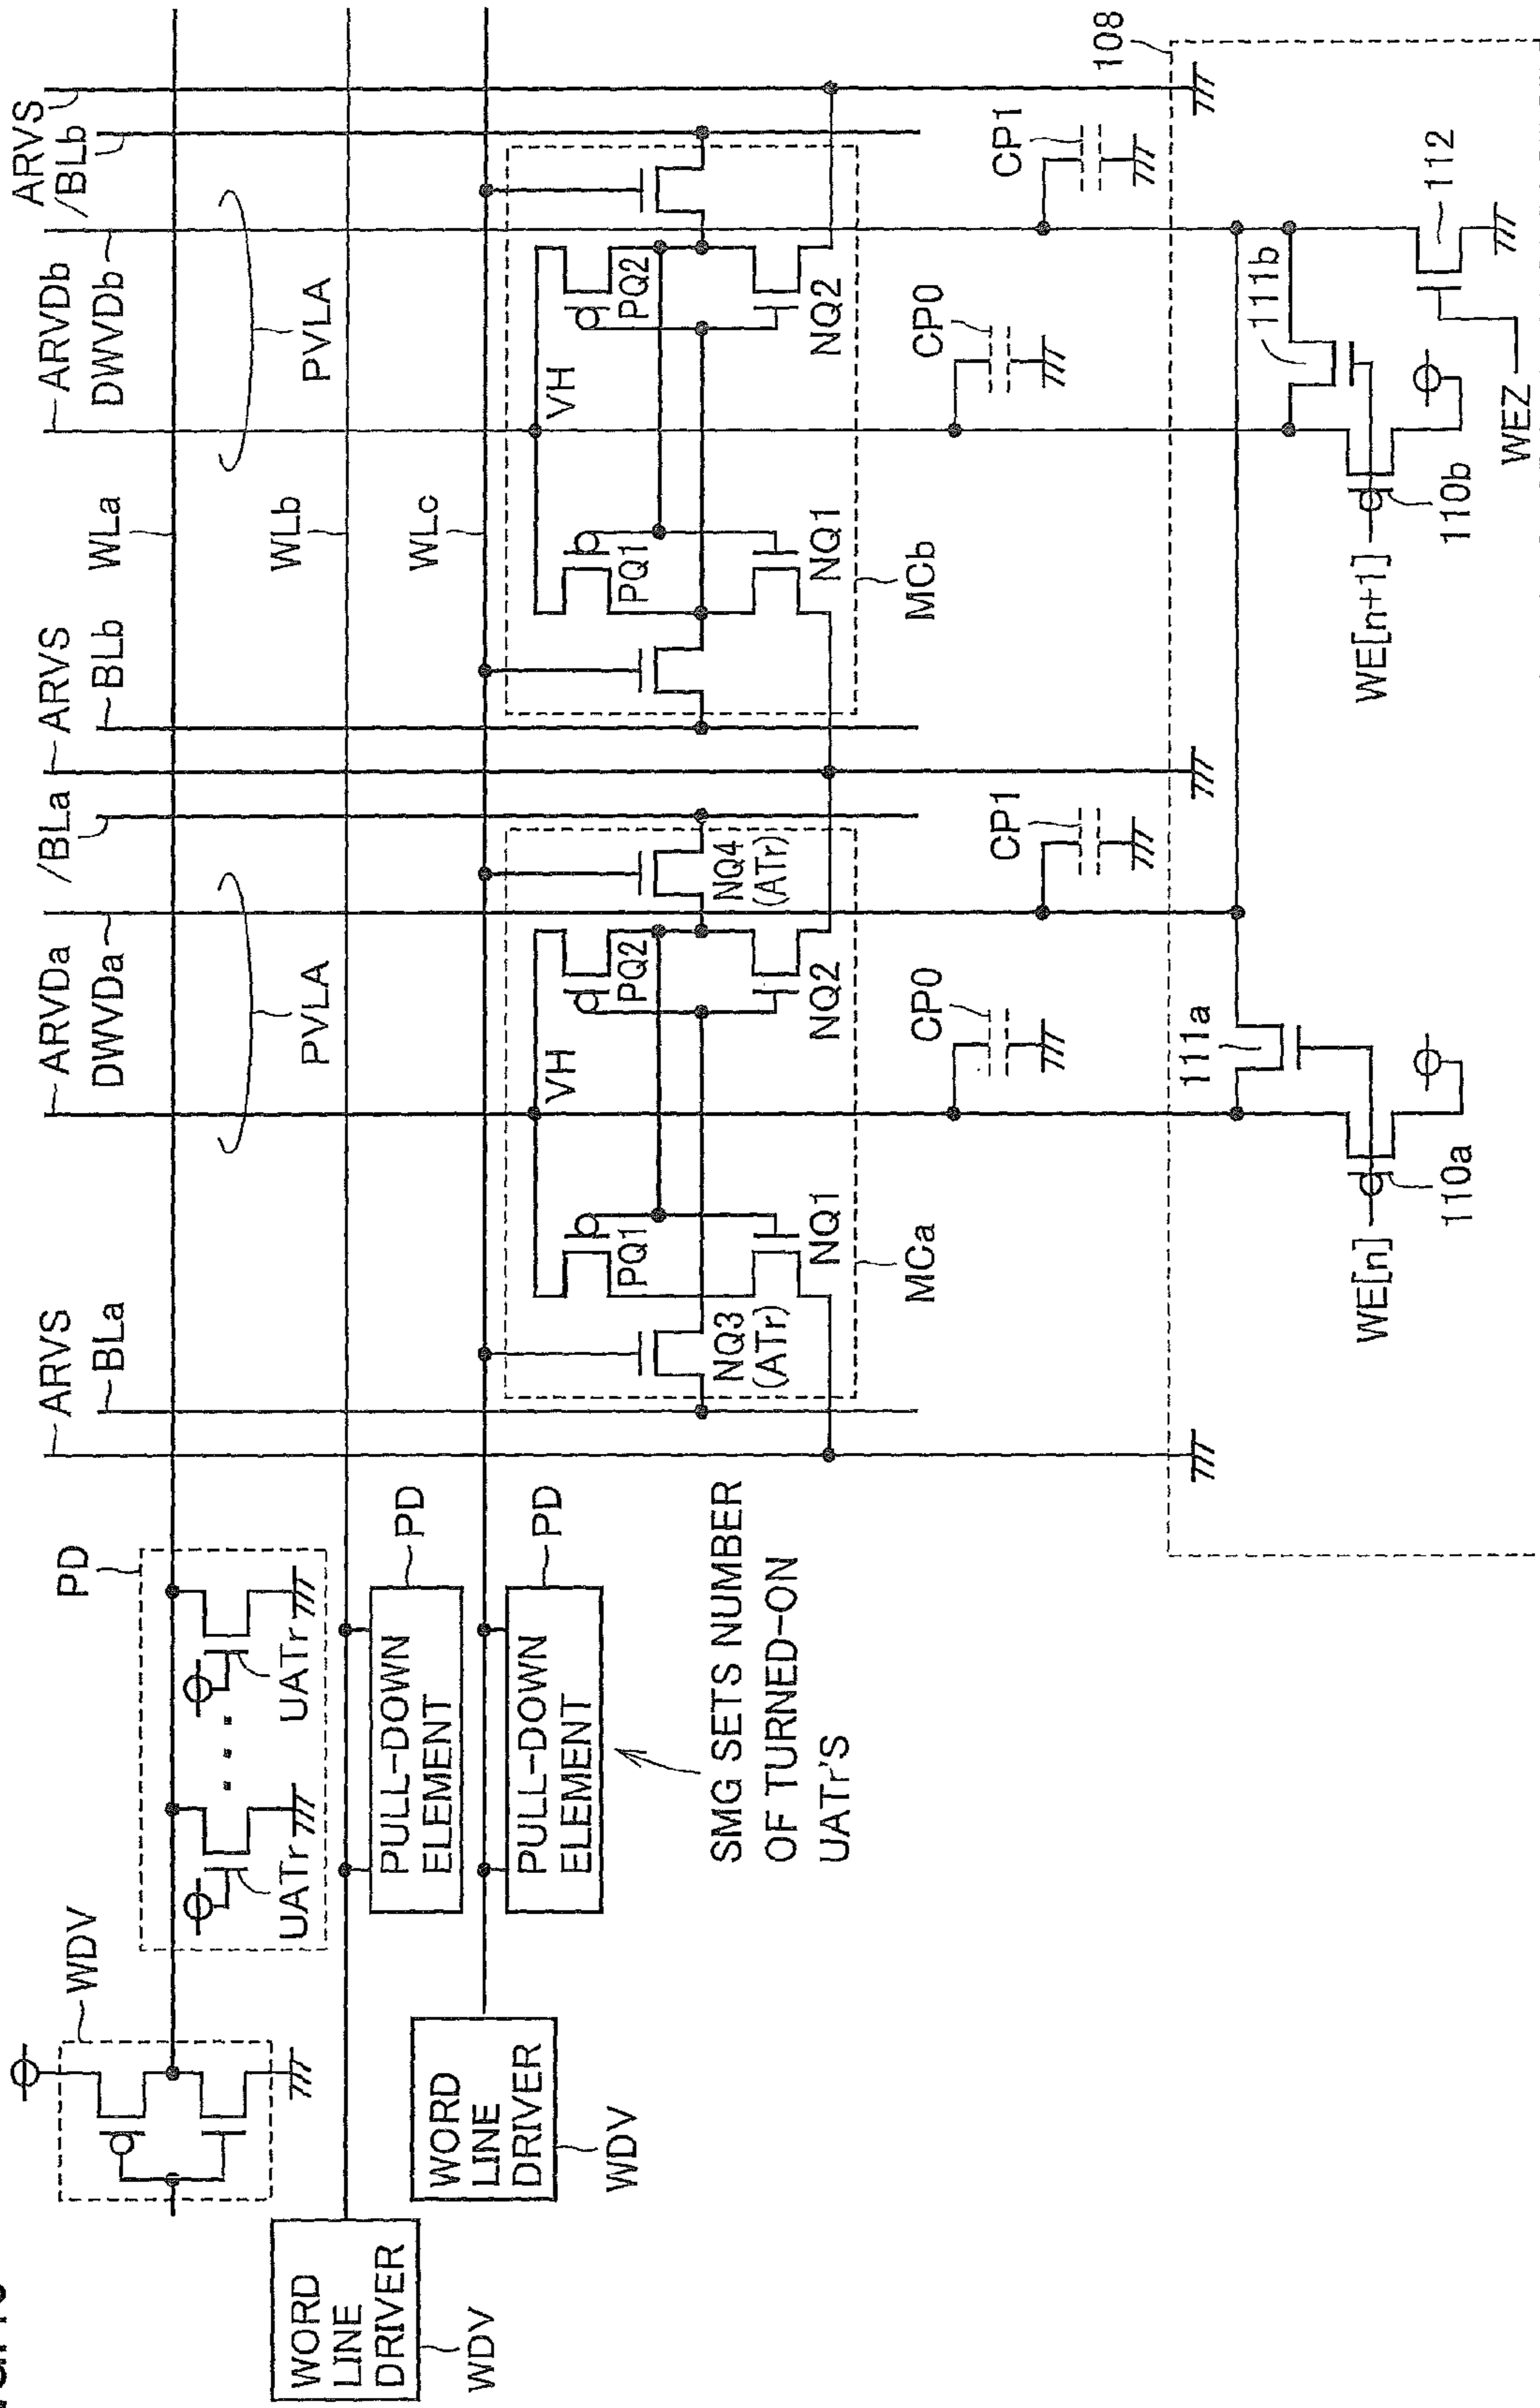 WDV
PD
UATr
UATr
ARVS
BLa
ARVDa
DWVDa
/BLa
ARVS
BLb
ARVDb
DWVDb
ARVS
/BLb
PVLA
PVLA
WLa
WLb
WLc
WORD
LINE
DRIVER
WDV
WORD
LINE
DRIVER
WDV
PULL-DOWN
ELEMENT
PD
PULL-DOWN
ELEMENT
PD
SMG SETS NUMBER
OF TURNED-ON
UATr'S
VH
PQ1
PQ2
NQ3
(ATr)
NQ1
NQ2
NQ4
(ATr)
MCa
VH
PQ1
PQ2
NQ1
NQ2
MCb
CP0
CP1
CP0
CP1
108
111a
WE[n]
110a
111b
WE[n+1]
110b
112
WEZ